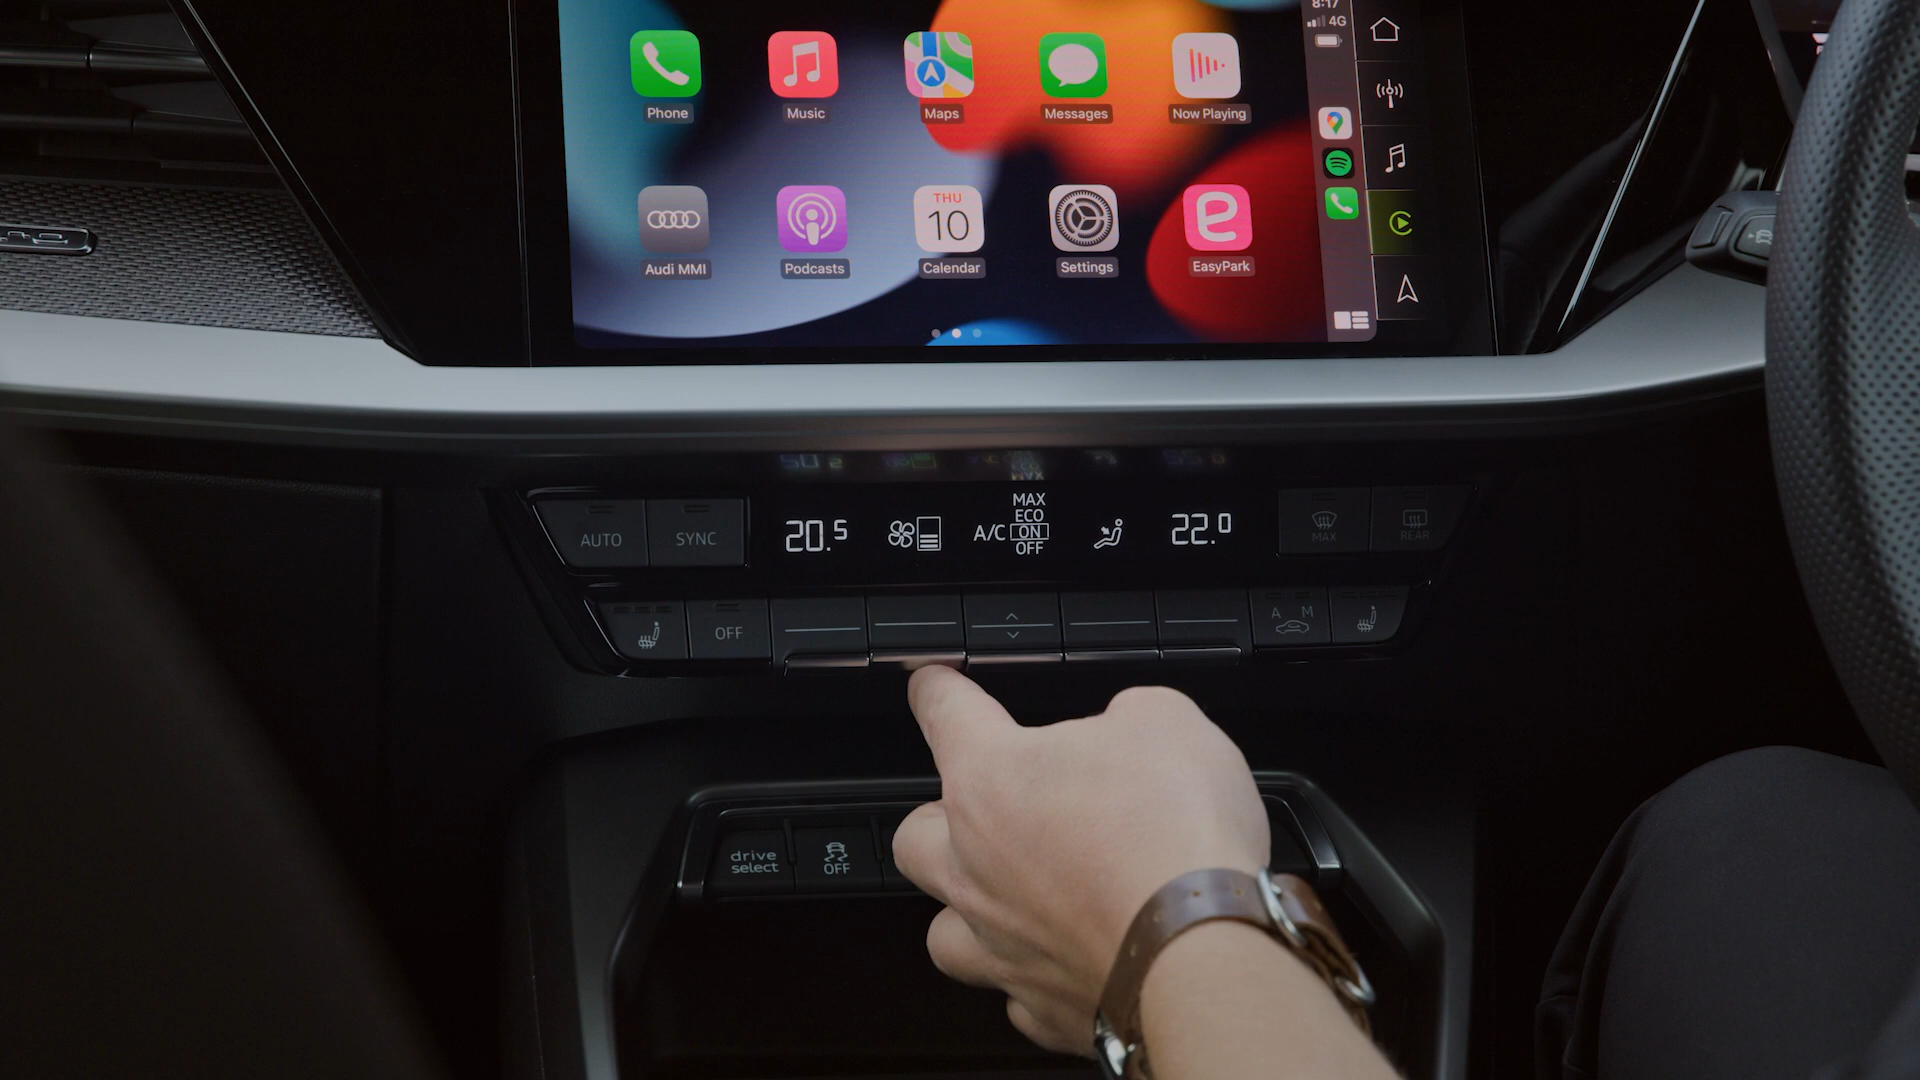 8:17
4G
Phone
Music
Maps
Messages
Now Playing
THU
10
Audi MMI
Podcasts
Calendar
Settings
EasyPark
AUTO
SYNC
20.5
A/C
MAX
ECO
ON
OFF
22.0
MAX
REAR
OFF
A M
drive
select
OFF